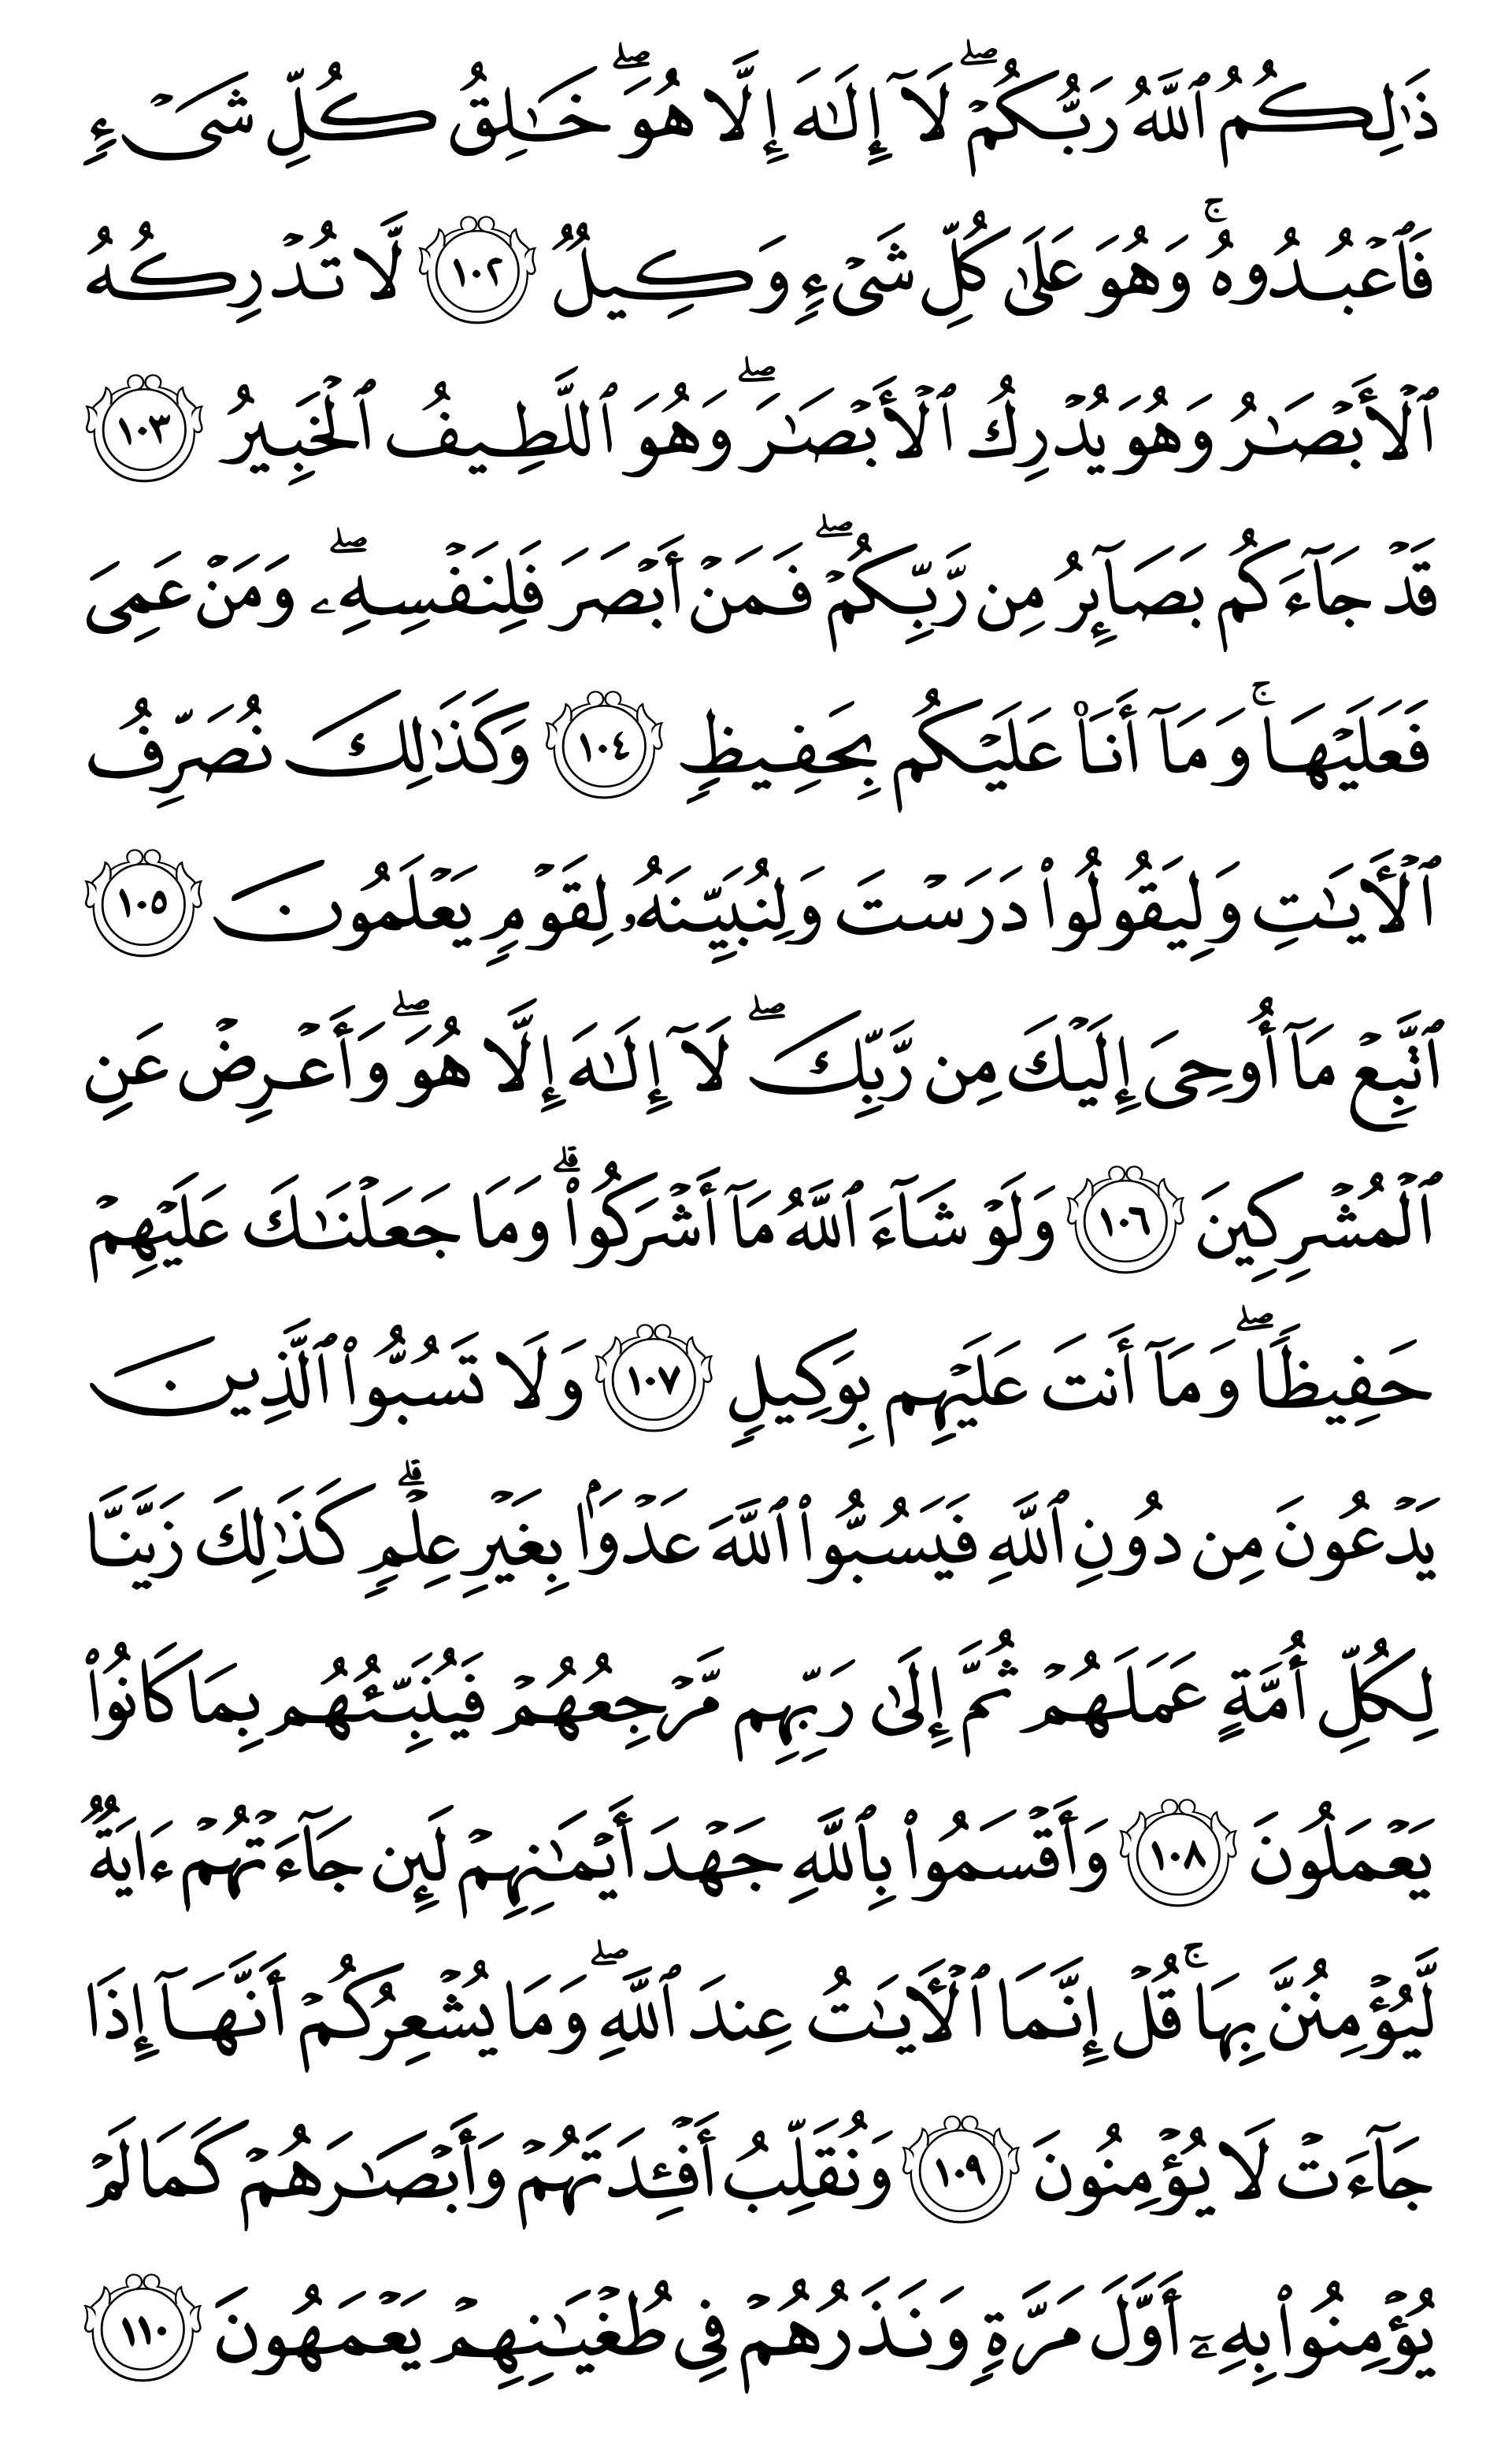 ذَٰلِكُمُ ٱللَّهُ رَبُّكُمۡۖ لَآ إِلَٰهَ إِلَّا هُوَۖ خَٰلِقُ كُلِّ شَيۡءٖ
فَٱعۡبُدُوهُۚ وَهُوَ عَلَىٰ كُلِّ شَيۡءٖ وَكِيلٞ ١٠٢ لَّا تُدۡرِكُهُ
ٱلۡأَبۡصَٰرُ وَهُوَ يُدۡرِكُ ٱلۡأَبۡصَٰرَۖ وَهُوَ ٱللَّطِيفُ ٱلۡخَبِيرُ ١٠٣
قَدۡ جَآءَكُم بَصَآئِرُ مِن رَّبِّكُمۡۖ فَمَنۡ أَبۡصَرَ فَلِنَفۡسِهِۦۖ وَمَنۡ عَمِيَ
فَعَلَيۡهَاۚ وَمَآ أَنَا۠ عَلَيۡكُم بِحَفِيظٖ ١٠٤ وَكَذَٰلِكَ نُصَرِّفُ
ٱلۡأٓيَٰتِ وَلِيَقُولُواْ دَرَسۡتَ وَلِنُبَيِّنَهُۥ لِقَوۡمٖ يَعۡلَمُونَ ١٠٥
ٱتَّبِعۡ مَآ أُوحِيَ إِلَيۡكَ مِن رَّبِّكَۖ لَآ إِلَٰهَ إِلَّا هُوَۖ وَأَعۡرِضۡ عَنِ
ٱلۡمُشۡرِكِينَ ١٠٦ وَلَوۡ شَآءَ ٱللَّهُ مَآ أَشۡرَكُواْۗ وَمَا جَعَلۡنَٰكَ عَلَيۡهِمۡ
حَفِيظٗاۖ وَمَآ أَنتَ عَلَيۡهِم بِوَكِيلٖ ١٠٧ وَلَا تَسُبُّواْ ٱلَّذِينَ
يَدۡعُونَ مِن دُونِ ٱللَّهِ فَيَسُبُّواْ ٱللَّهَ عَدۡوَۢا بِغَيۡرِ عِلۡمٖۗ كَذَٰلِكَ زَيَّنَّا
لِكُلِّ أُمَّةٍ عَمَلَهُمۡ ثُمَّ إِلَىٰ رَبِّهِم مَّرۡجِعُهُمۡ فَيُنَبِّئُهُم بِمَا كَانُواْ
يَعۡمَلُونَ ١٠٨ وَأَقۡسَمُواْ بِٱللَّهِ جَهۡدَ أَيۡمَٰنِهِمۡ لَئِن جَآءَتۡهُمۡ ءَايَةٞ
لَّيُؤۡمِنُنَّ بِهَاۚ قُلۡ إِنَّمَا ٱلۡأٓيَٰتُ عِندَ ٱللَّهِۖ وَمَا يُشۡعِرُكُمۡ أَنَّهَآ إِذَا
جَآءَتۡ لَا يُؤۡمِنُونَ ١٠٩ وَنُقَلِّبُ أَفۡـِٔدَتَهُمۡ وَأَبۡصَٰرَهُمۡ كَمَا لَمۡ
يُؤۡمِنُواْ بِهِۦٓ أَوَّلَ مَرَّةٖ وَنَذَرُهُمۡ فِي طُغۡيَٰنِهِمۡ يَعۡمَهُونَ ١١٠